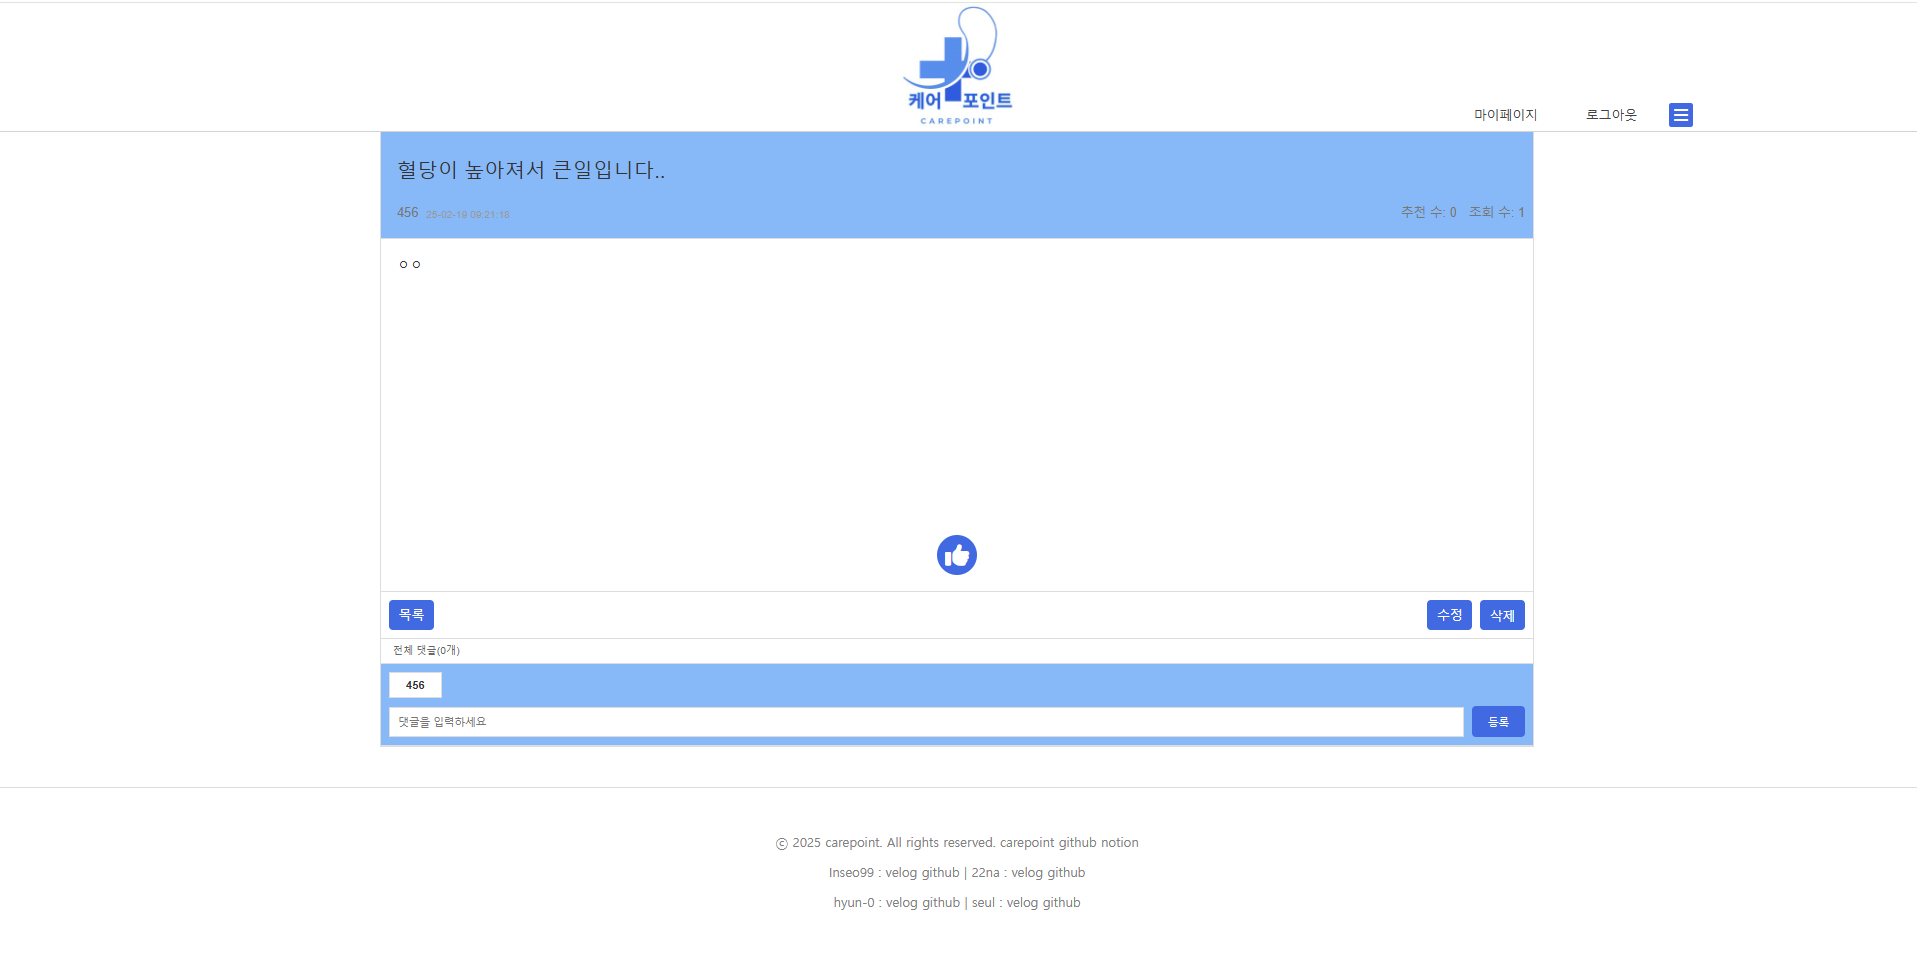 케어 포인트
CAREPOINT
마이페이지 로그아웃
혈당이 높아져서 큰일입니다..
456 25-02-19 09:21:18 추천 수: 0 조회 수: 1
ㅇㅇ
목록 수정 삭제
전체 댓글(0개)
456
댓글을 입력하세요 등록
ⓒ 2025 carepoint. All rights reserved. carepoint github notion
Inseo99 : velog github | 22na : velog github
hyun-0 : velog github | seul : velog github